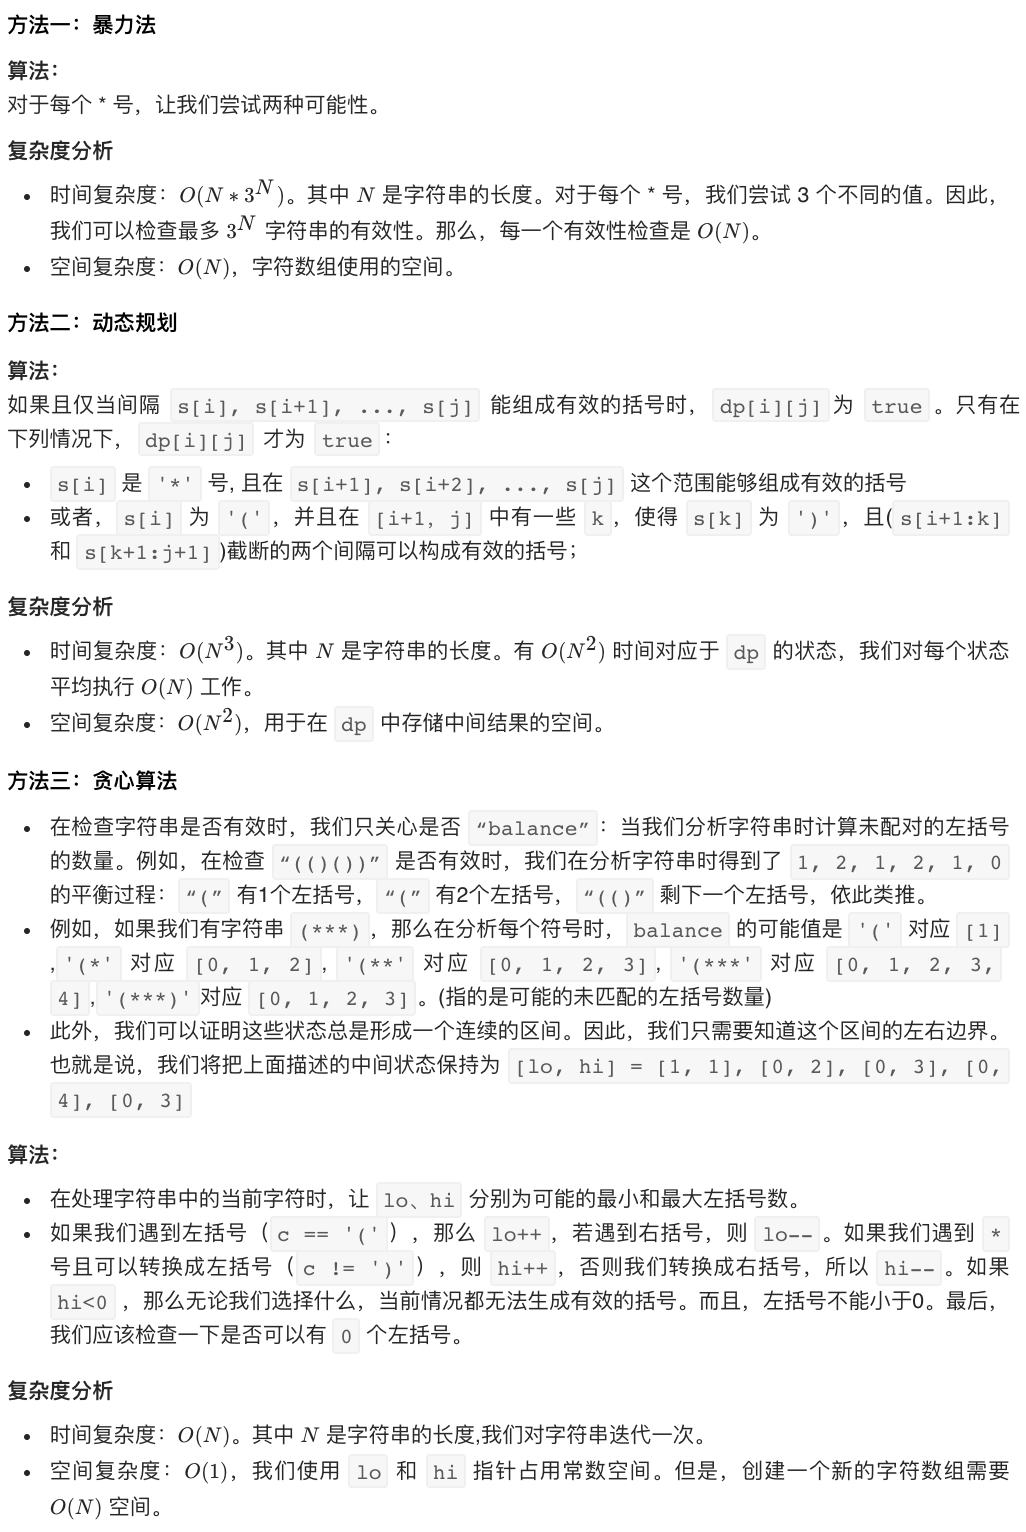 方法一：暴力法
算法：
对于每个 * 号，让我们尝试两种可能性。
复杂度分析
• 时间复杂度：O(N * 3^N)。其中 N 是字符串的长度。对于每个 * 号，我们尝试 3 个不同的值。因此，
我们可以检查最多 3^N 字符串的有效性。那么，每一个有效性检查是 O(N)。
• 空间复杂度：O(N)，字符数组使用的空间。
方法二：动态规划
算法：
如果且仅当间隔 s[i], s[i+1], ..., s[j] 能组成有效的括号时， dp[i][j] 为 true 。只有在
下列情况下， dp[i][j] 才为 true ：
• s[i] 是 '*' 号, 且在 s[i+1], s[i+2], ..., s[j] 这个范围能够组成有效的括号
• 或者， s[i] 为 '(' ，并且在 [i+1, j] 中有一些 k ，使得 s[k] 为 ')' ，且( s[i+1:k]
和 s[k+1:j+1] )截断的两个间隔可以构成有效的括号；
复杂度分析
• 时间复杂度：O(N^3)。其中 N 是字符串的长度。有 O(N^2) 时间对应于 dp 的状态，我们对每个状态
平均执行 O(N) 工作。
• 空间复杂度：O(N^2)，用于在 dp 中存储中间结果的空间。
方法三：贪心算法
• 在检查字符串是否有效时，我们只关心是否 “balance” ：当我们分析字符串时计算未配对的左括号
的数量。例如，在检查 “(()())” 是否有效时，我们在分析字符串时得到了 1, 2, 1, 2, 1, 0
的平衡过程： “(” 有1个左括号， “(” 有2个左括号， “(()” 剩下一个左括号，依此类推。
• 例如，如果我们有字符串 (***) ，那么在分析每个符号时， balance 的可能值是 '(' 对应 [1]
, '(*' 对应 [0, 1, 2] , '(**' 对应 [0, 1, 2, 3] , '(***' 对应 [0, 1, 2, 3,
4] , '(***)' 对应 [0, 1, 2, 3] 。(指的是可能的未匹配的左括号数量)
• 此外，我们可以证明这些状态总是形成一个连续的区间。因此，我们只需要知道这个区间的左右边界。
也就是说，我们将把上面描述的中间状态保持为 [lo, hi] = [1, 1], [0, 2], [0, 3], [0,
4], [0, 3]
算法：
• 在处理字符串中的当前字符时，让 lo、hi 分别为可能的最小和最大左括号数。
• 如果我们遇到左括号（ c == '(' ），那么 lo++ ，若遇到右括号，则 lo-- 。如果我们遇到 *
号且可以转换成左括号（ c != ')' ），则 hi++ ，否则我们转换成右括号，所以 hi-- 。如果
hi<0 ，那么无论我们选择什么，当前情况都无法生成有效的括号。而且，左括号不能小于0。最后，
我们应该检查一下是否可以有 0 个左括号。
复杂度分析
• 时间复杂度：O(N)。其中 N 是字符串的长度,我们对字符串迭代一次。
• 空间复杂度：O(1)，我们使用 lo 和 hi 指针占用常数空间。但是，创建一个新的字符数组需要
O(N) 空间。